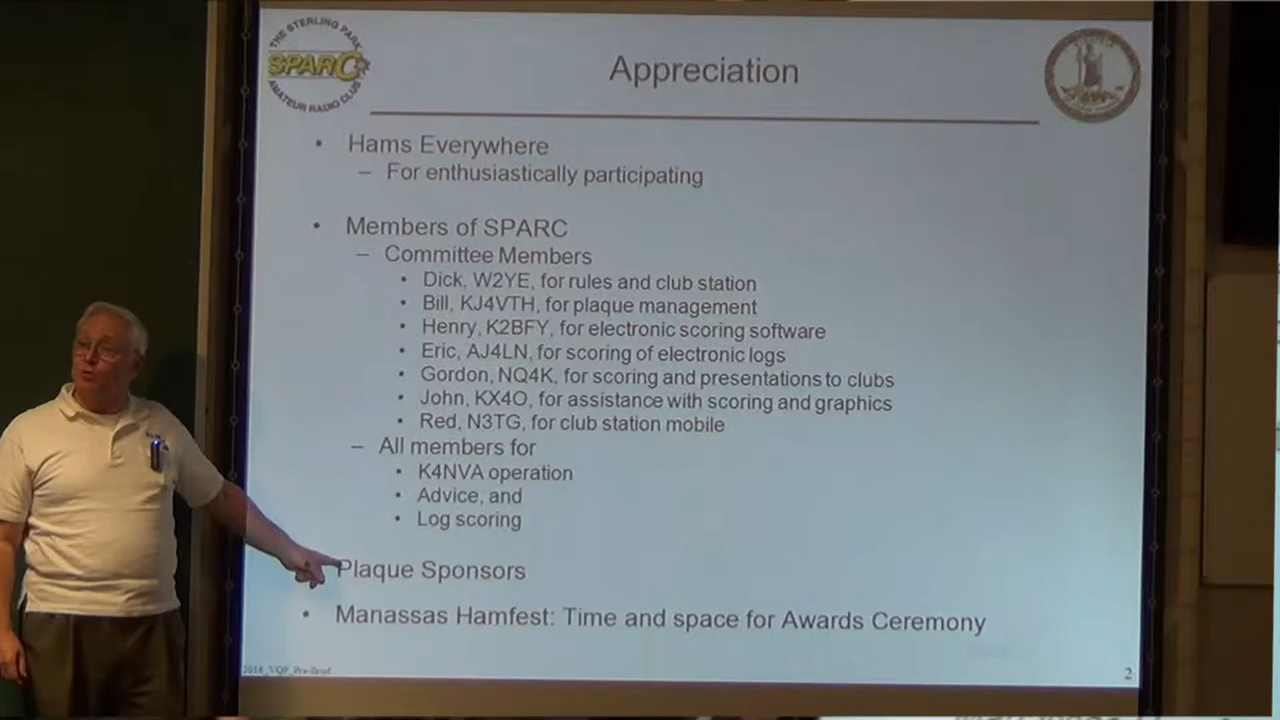 THE STERLING PARK
SPARC
AMATEUR RADIO CLUB
Appreciation
• Hams Everywhere
– For enthusiastically participating
• Members of SPARC
– Committee Members
• Dick, W2YE, for rules and club station
• Bill, KJ4VTH, for plaque management
• Henry, K2BFY, for electronic scoring software
• Eric, AJ4LN, for scoring of electronic logs
• Gordon, NQ4K, for scoring and presentations to clubs
• John, KX4O, for assistance with scoring and graphics
• Red, N3TG, for club station mobile
– All members for
• K4NVA operation
• Advice, and
• Log scoring
Plaque Sponsors
• Manassas Hamfest: Time and space for Awards Ceremony
2018_VQP_Pre-Brief
2